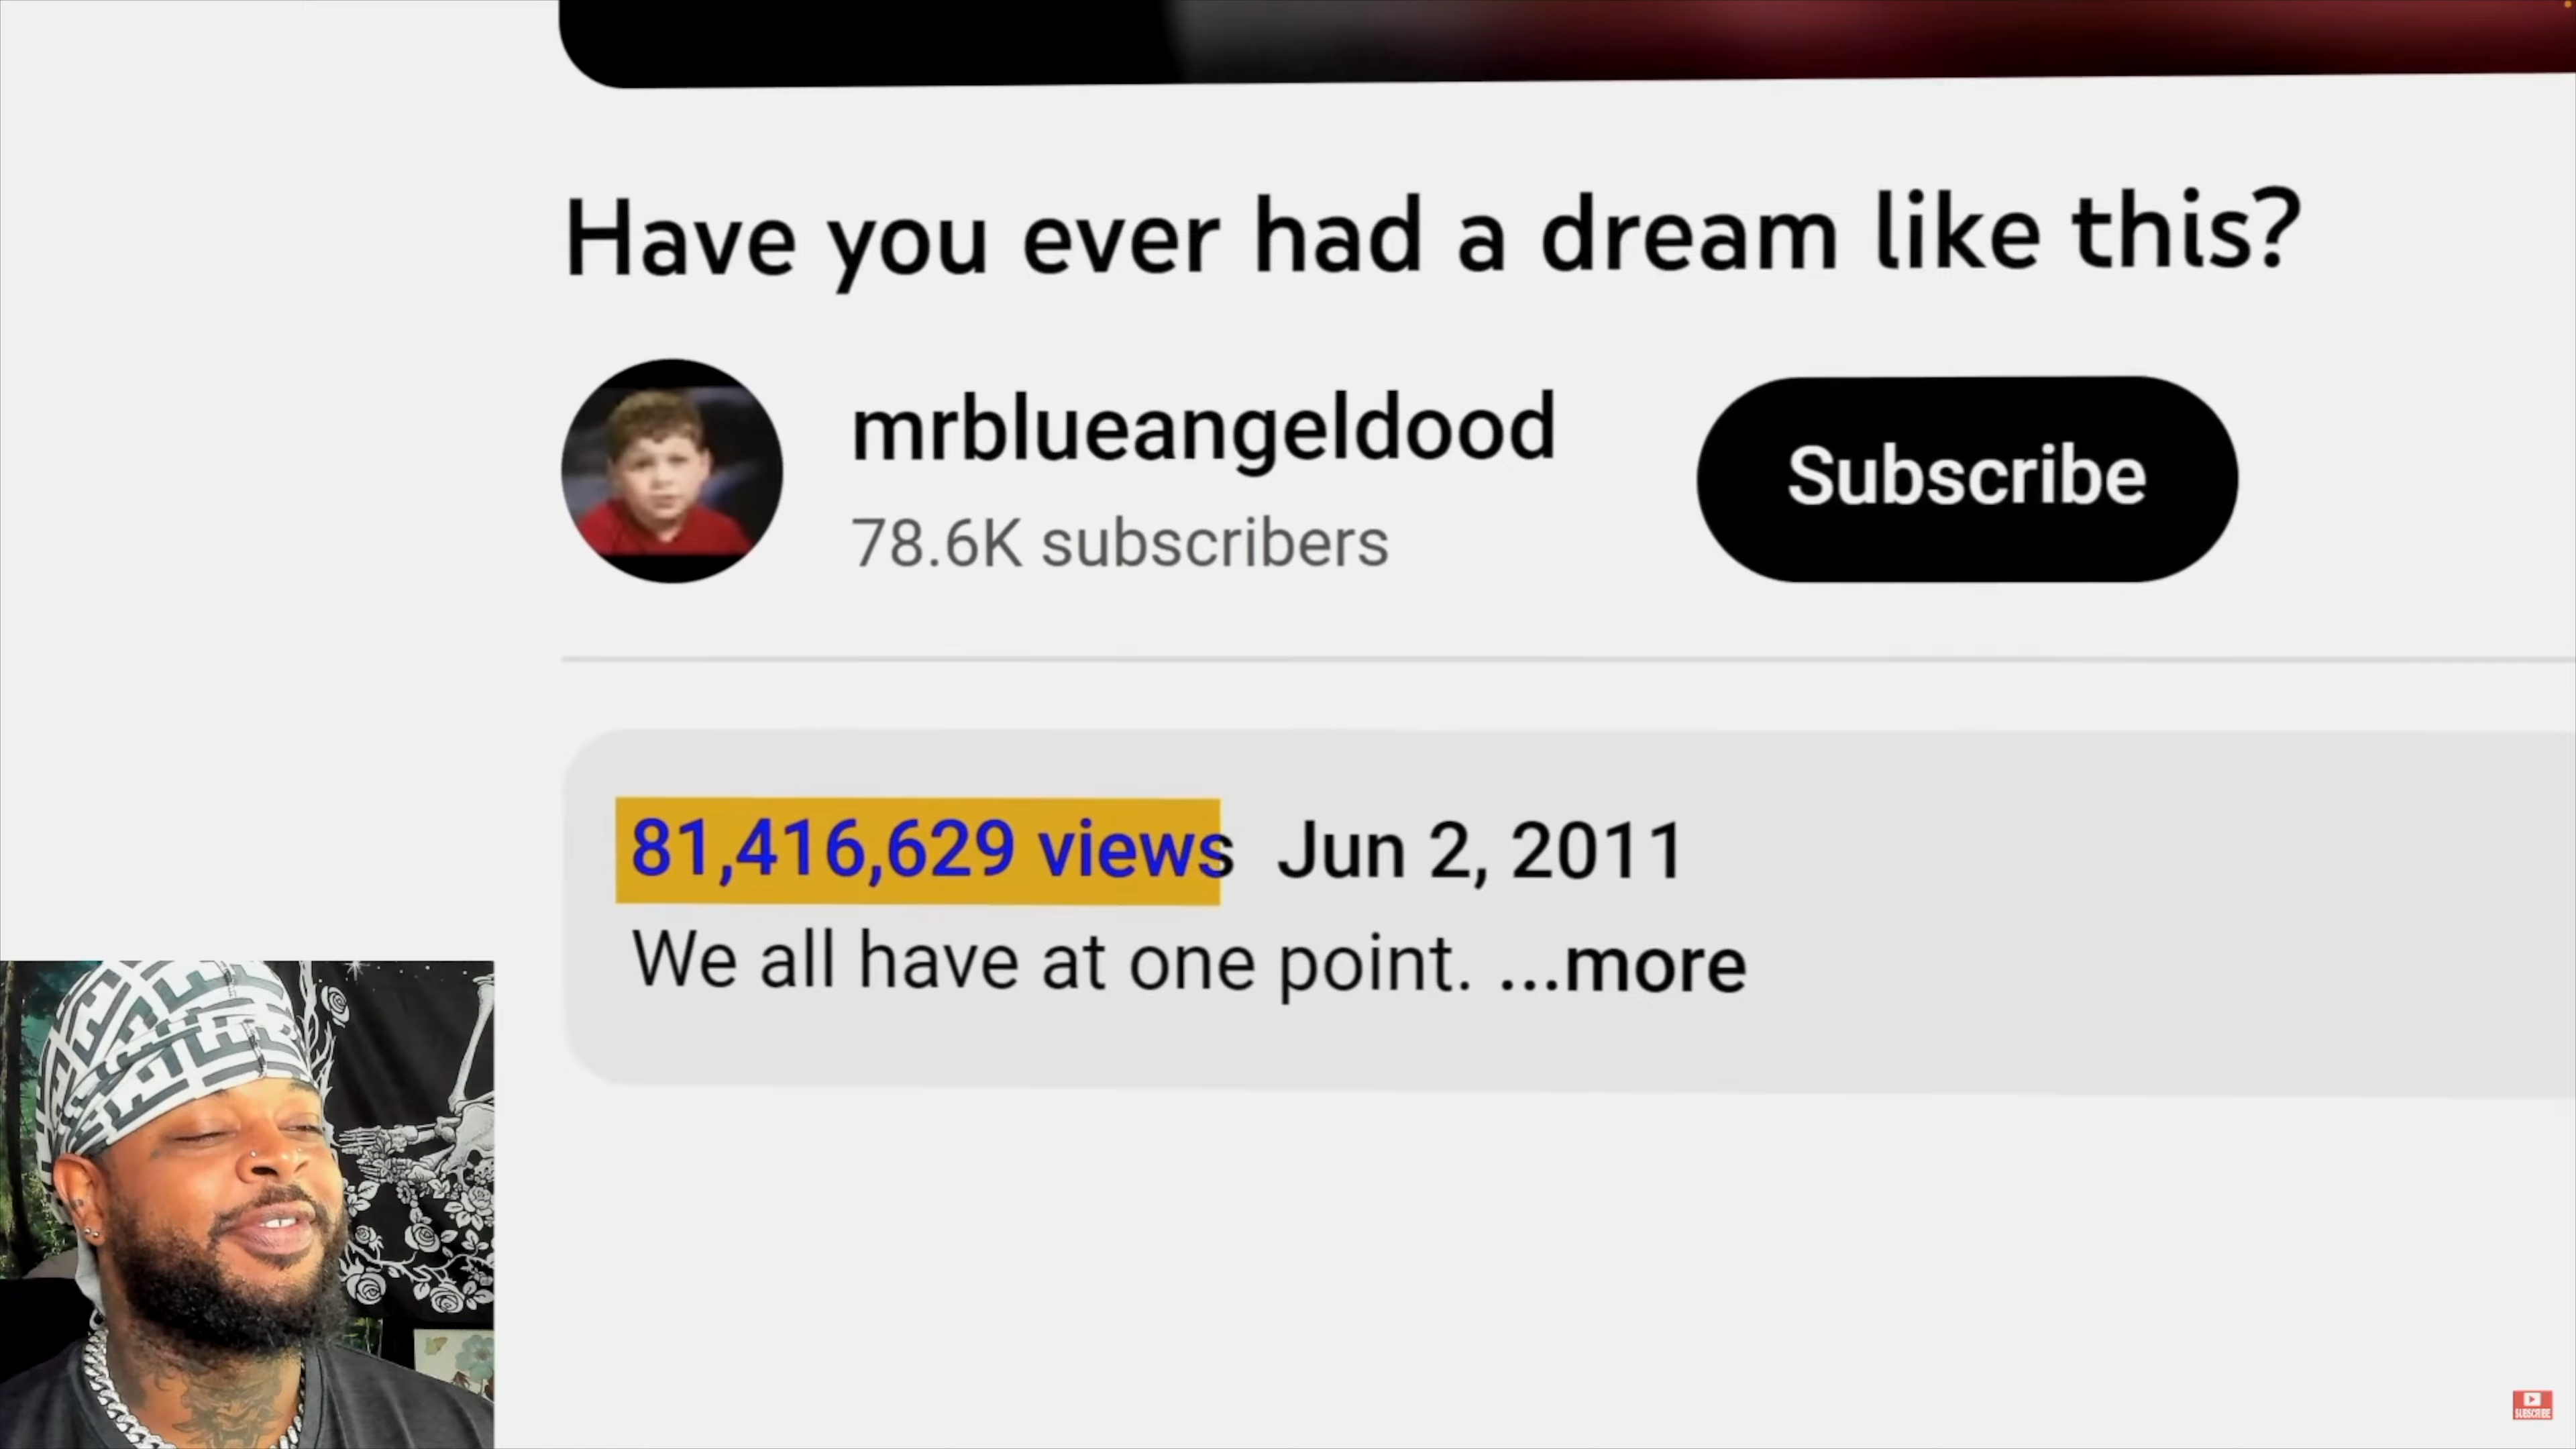 Have you ever had a dream like this?
mrblueangeldood
Subscribe
78.6K subscribers
81,416,629 views Jun 2, 2011
We all have at one point. ...more
SUBSCRIBE